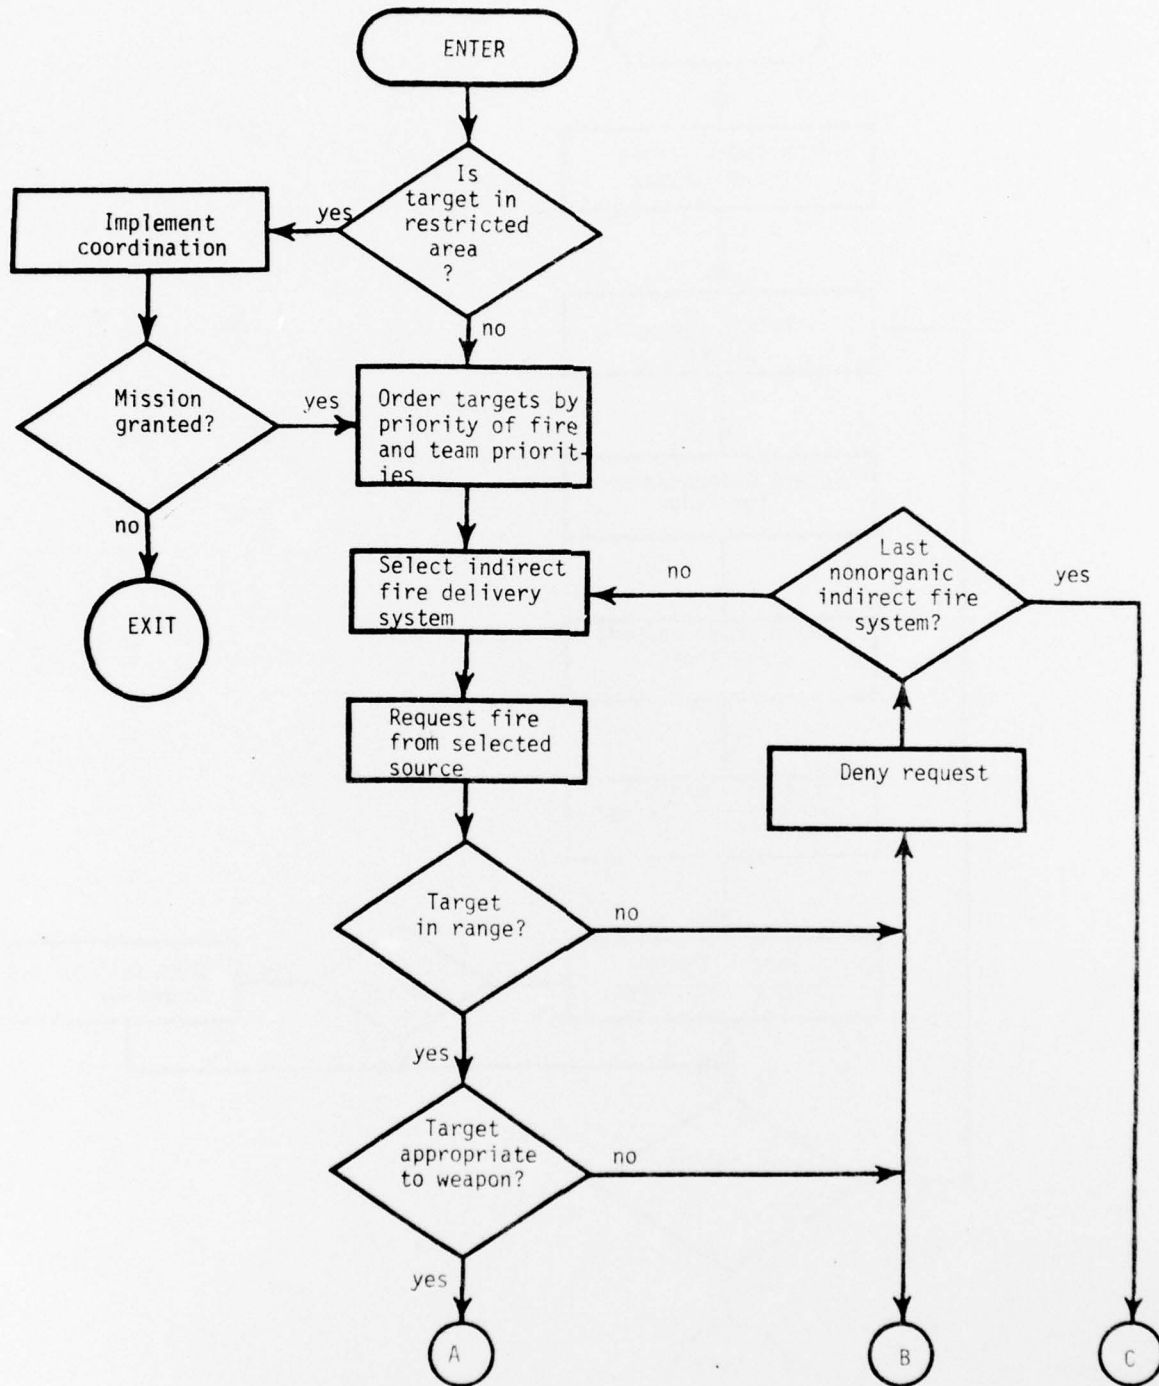 ENTER
Is
target in
restricted
area
?
yes
no
Implement
coordination
Mission
granted?
yes
no
EXIT
Order targets by
priority of fire
and team priorit-
ies
Select indirect
fire delivery
system
Last
nonorganic
indirect fire
system?
no
yes
Request fire
from selected
source
Deny request
Target
in range?
no
yes
Target
appropriate
to weapon?
no
yes
A
B
C